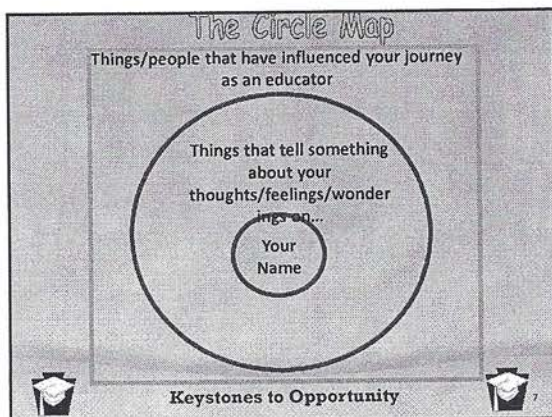 The Circle Map
Things/people that have influenced your journey
as an educator
Things that tell something
about your
thoughts/feelings/wonder
ings on...
Your
Name
Keystones to Opportunity
7